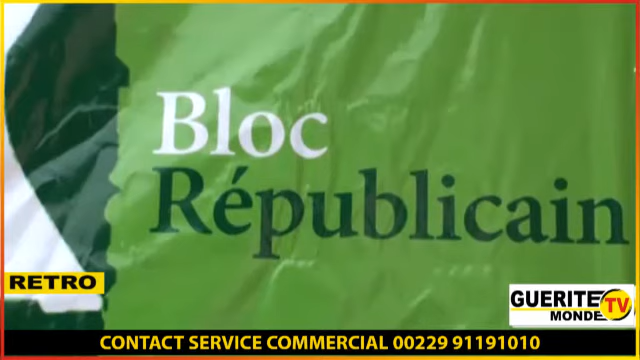 Bloc
Républicain
RETRO
GUERITE TV
MONDE
CONTACT SERVICE COMMERCIAL 00229 91191010